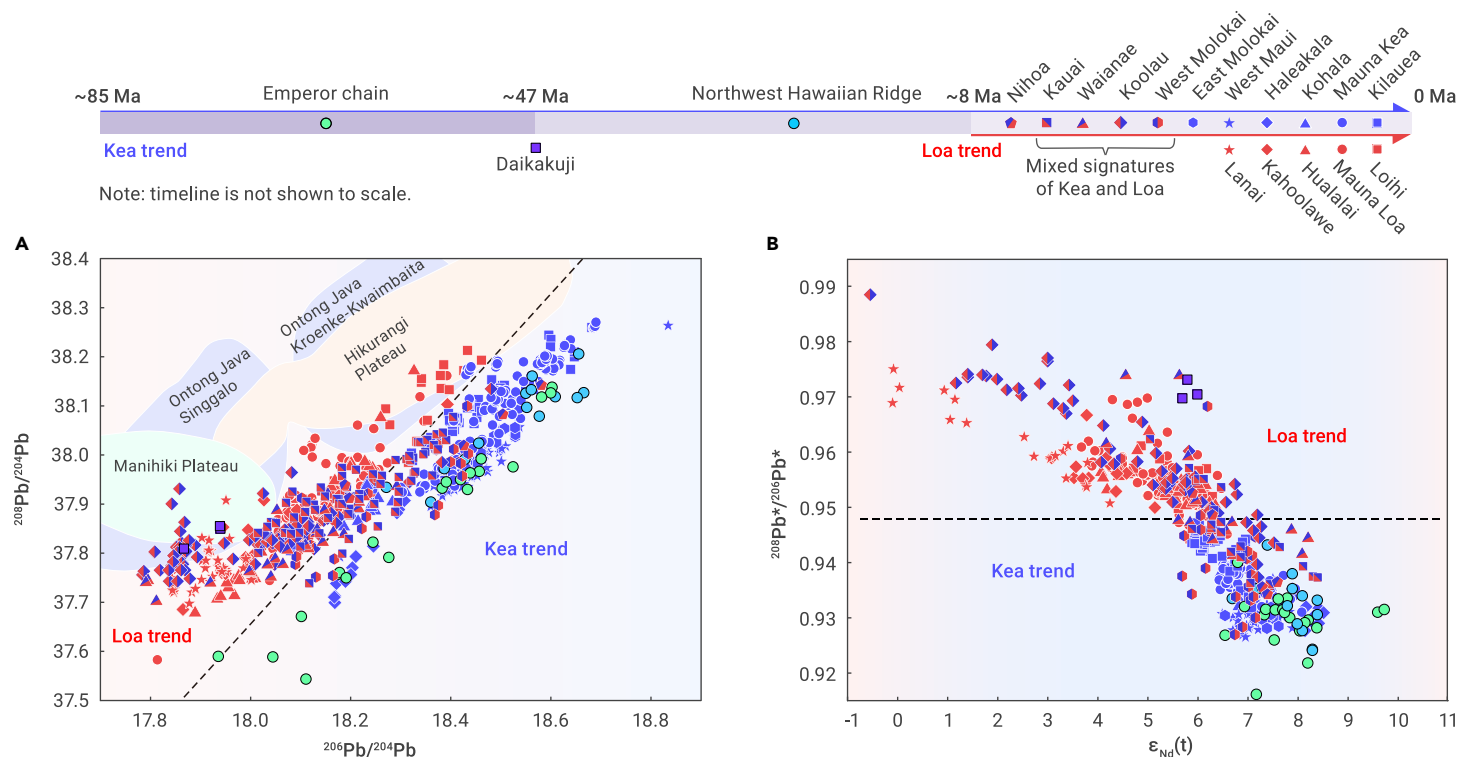 Nihoa
Kauai
Waianae
Koolau
West Molokai
East Molokai
West Maui
Haleakala
Kohala
Mauna Kea
Kilauea
~85 Ma
Emperor chain
~47 Ma
Northwest Hawaiian Ridge
~8 Ma
0 Ma
Kea trend
Daikakuji
Loa trend
Mixed signatures
of Kea and Loa
Lanai
Kahoolawe
Hualalai
Mauna Loa
Loihi
Note: timeline is not shown to scale.
A
38.4
38.3
38.2
38.1
38.0
37.9
37.8
37.7
37.6
37.5
²⁰⁸Pb/²⁰⁴Pb
Ontong Java
Kroenke-Kwaimbaita
Hikurangi
Plateau
Ontong Java
Singgalo
Manihiki Plateau
Kea trend
Loa trend
17.8
18.0
18.2
18.4
18.6
18.8
²⁰⁶Pb/²⁰⁴Pb
B
0.99
0.98
0.97
0.96
0.95
0.94
0.93
0.92
²⁰⁸Pb*/²⁰⁶Pb*
Loa trend
Kea trend
-1
0
1
2
3
4
5
6
7
8
9
10
11
εNd(t)